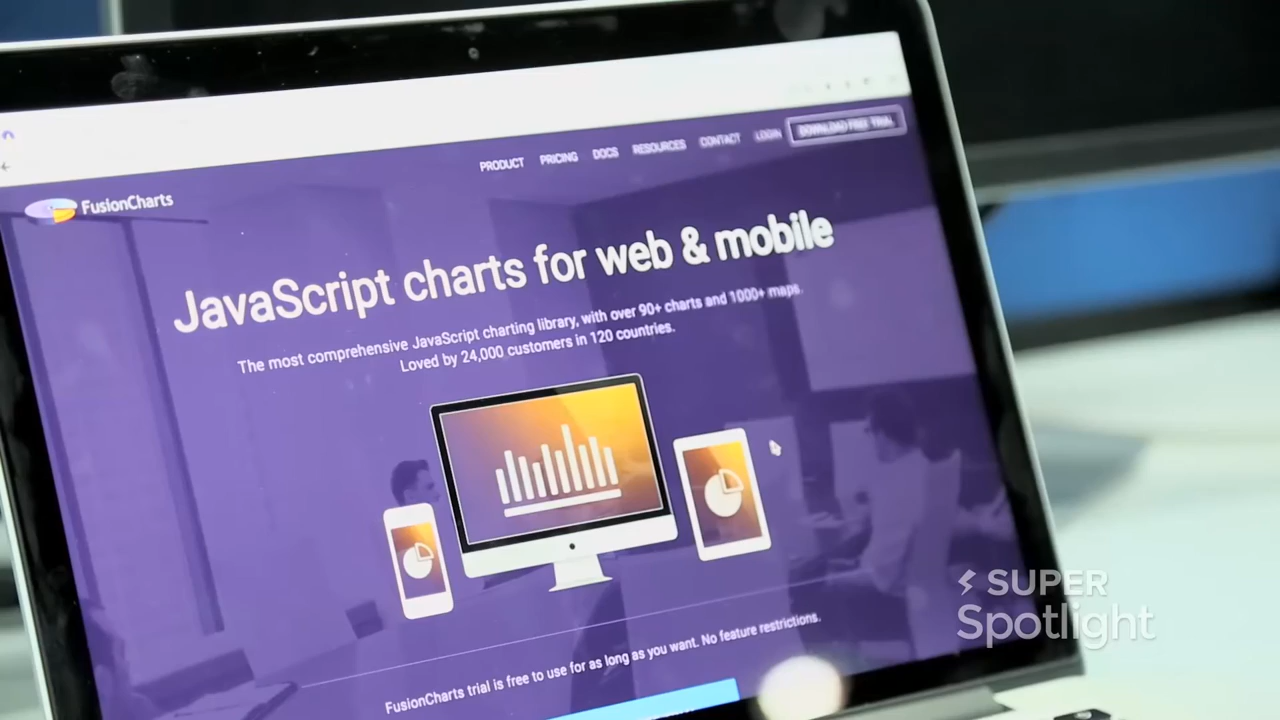 PRODUCT PRICING DOCS RESOURCES CONTACT LOGIN DOWNLOAD FREE TRIAL
FusionCharts
JavaScript charts for web & mobile
The most comprehensive JavaScript charting library, with over 90+ charts and 1000+ maps.
Loved by 24,000 customers in 120 countries.
FusionCharts trial is free to use for as long as you want. No feature restrictions.
SUPER
Spotlight